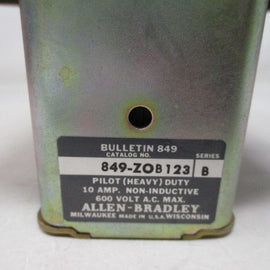 BULLETIN 849
CATALOG NO. SERIES
849-ZOB123 B
PILOT (HEAVY) DUTY
10 AMP. NON-INDUCTIVE
600 VOLT A.C. MAX.
ALLEN-BRADLEY
MILWAUKEE MADE IN U.S.A. WISCONSIN